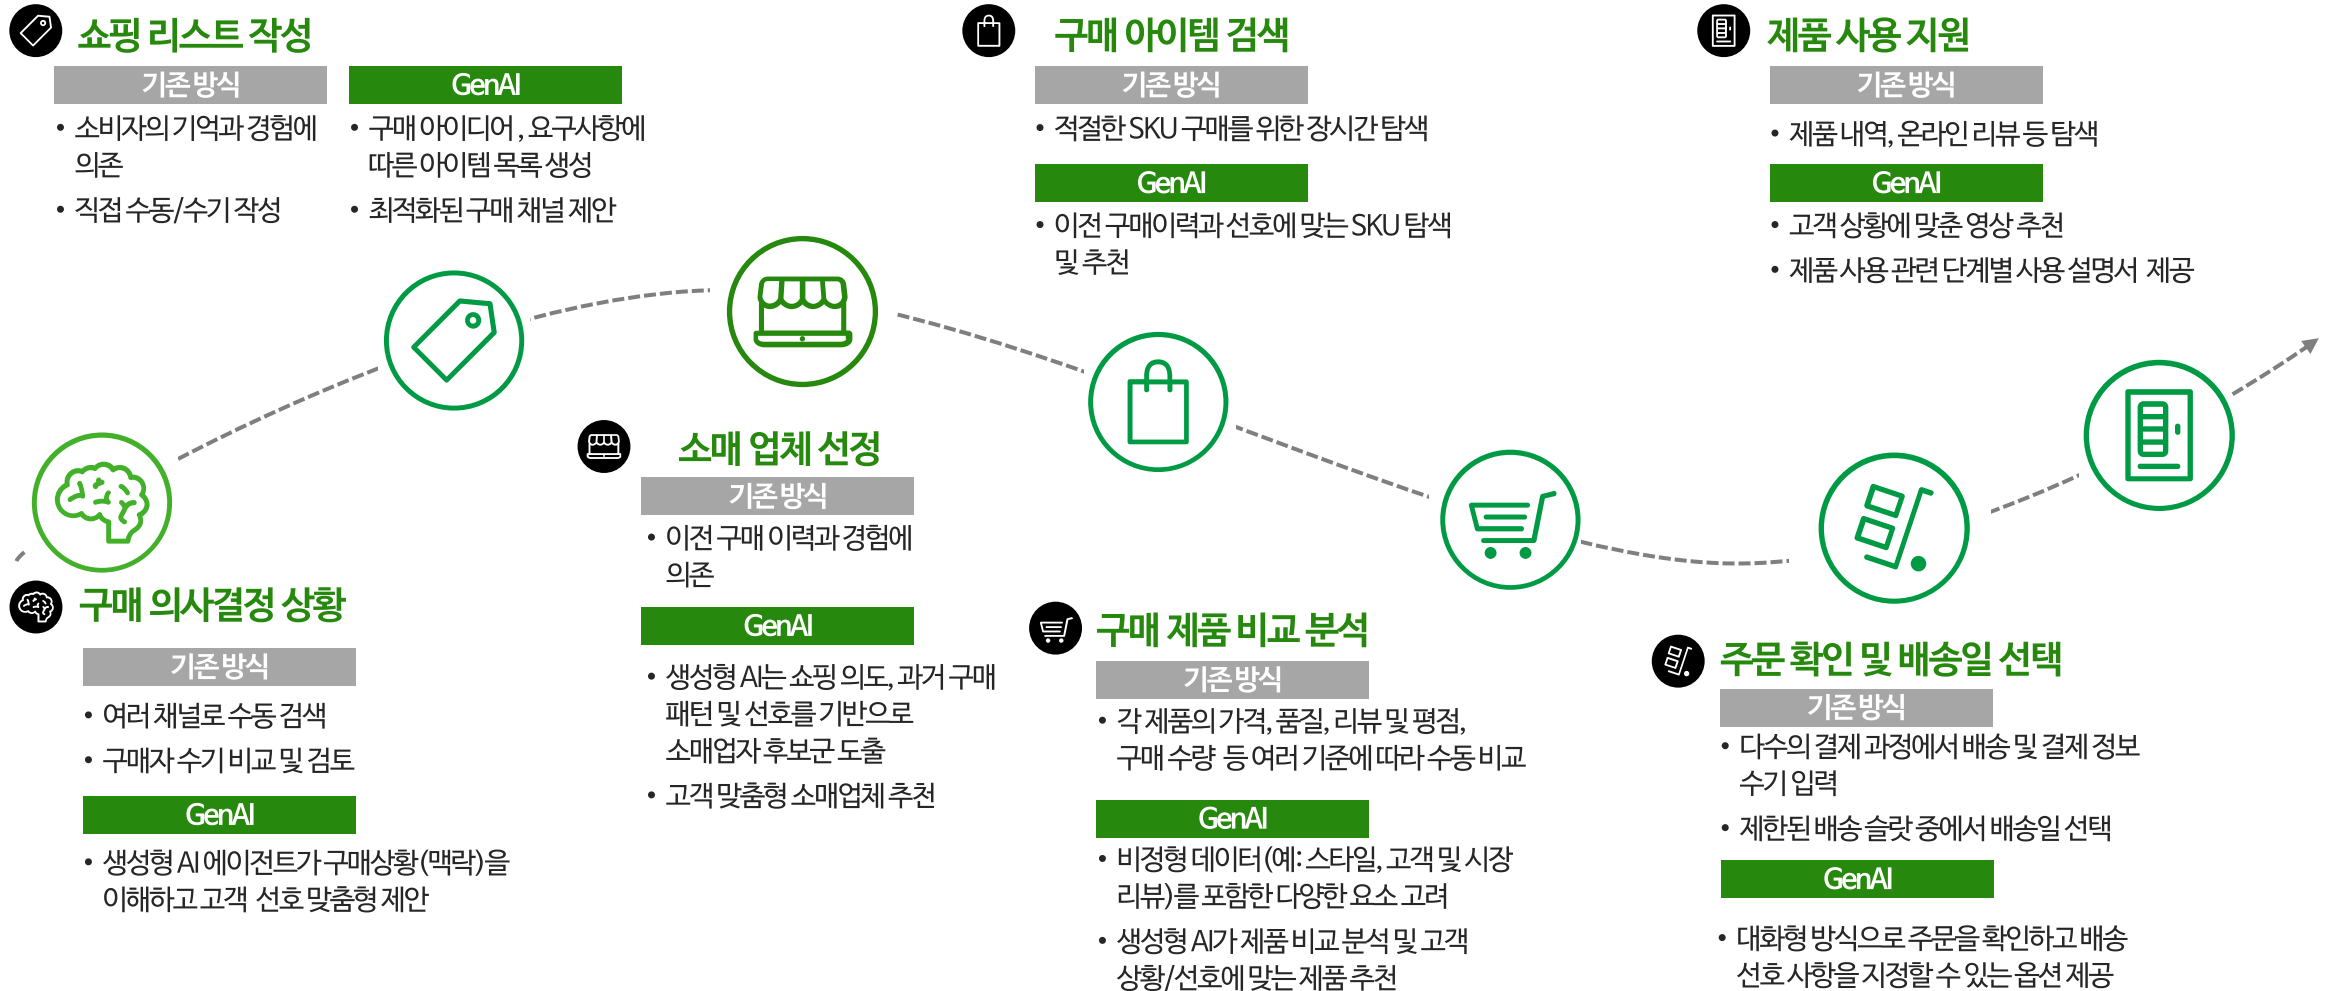 쇼핑 리스트 작성
기존 방식
• 소비자의 기억과 경험에
의존
• 직접 수동/수기 작성
GenAI
• 구매 아이디어 , 요구사항에
따른 아이템 목록 생성
• 최적화된 구매 채널 제안
구매 아이템 검색
기존 방식
• 적절한 SKU 구매를 위한 장시간 탐색
GenAI
• 이전 구매이력과 선호에 맞는 SKU 탐색
및 추천
제품 사용 지원
기존 방식
• 제품 내역, 온라인 리뷰 등 탐색
GenAI
• 고객 상황에 맞춘 영상 추천
• 제품 사용 관련 단계별 사용 설명서 제공
구매 의사결정 상황
기존 방식
• 여러 채널로 수동 검색
• 구매자 수기 비교 및 검토
GenAI
• 생성형 AI 에이전트가 구매상황(맥락)을
이해하고 고객 선호 맞춤형 제안
소매 업체 선정
기존 방식
• 이전 구매 이력과 경험에
의존
GenAI
• 생성형 AI는 쇼핑 의도, 과거 구매
패턴 및 선호를 기반으로
소매업자 후보군 도출
• 고객 맞춤형 소매업체 추천
구매 제품 비교 분석
기존 방식
• 각 제품의 가격, 품질, 리뷰 및 평점,
구매 수량 등 여러 기준에 따라 수동 비교
GenAI
• 비정형 데이터(예: 스타일, 고객 및 시장
리뷰)를 포함한 다양한 요소 고려
• 생성형 AI가 제품 비교 분석 및 고객
상황/선호에 맞는 제품 추천
주문 확인 및 배송일 선택
기존 방식
• 다수의 결제 과정에서 배송 및 결제 정보
수기 입력
• 제한된 배송 슬랏 중에서 배송일 선택
GenAI
• 대화형 방식으로 주문을 확인하고 배송
선호 사항을 지정할 수 있는 옵션 제공